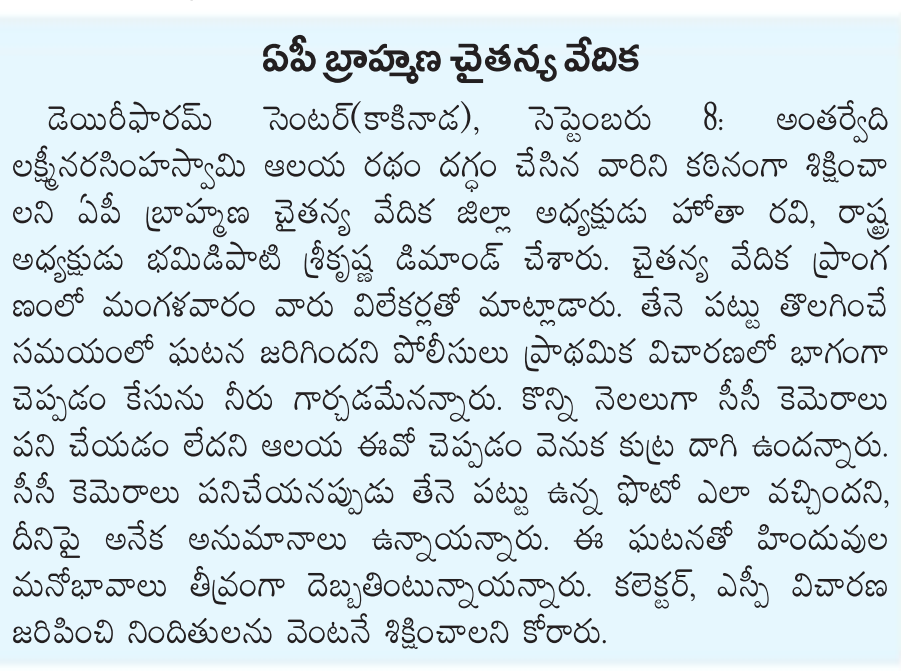 ఏపీ బ్రాహ్మణ చైతన్య వేదిక
డెయిరీఫారమ్ సెంటర్(కాకినాడ), సెప్టెంబరు 8: అంతర్వేది
లక్ష్మీనరసింహస్వామి ఆలయ రథం దగ్ధం చేసిన వారిని కఠినంగా శిక్షించా
లని ఏపీ బ్రాహ్మణ చైతన్య వేదిక జిల్లా అధ్యక్షుడు హోతా రవి, రాష్ట్ర
అధ్యక్షుడు భమిడిపాటి శ్రీకృష్ణ డిమాండ్ చేశారు. చైతన్య వేదిక ప్రాంగ
ణంలో మంగళవారం వారు విలేకర్లతో మాట్లాడారు. తేనె పట్టు తొలగించే
సమయంలో ఘటన జరిగిందని పోలీసులు ప్రాథమిక విచారణలో భాగంగా
చెప్పడం కేసును నీరు గార్చడమేనన్నారు. కొన్ని నెలలుగా సీసీ కెమెరాలు
పని చేయడం లేదని ఆలయ ఈవో చెప్పడం వెనుక కుట్ర దాగి ఉందన్నారు.
సీసీ కెమెరాలు పనిచేయనప్పుడు తేనె పట్టు ఉన్న ఫొటో ఎలా వచ్చిందని,
దీనిపై అనేక అనుమానాలు ఉన్నాయన్నారు. ఈ ఘటనతో హిందువుల
మనోభావాలు తీవ్రంగా దెబ్బతింటున్నాయన్నారు. కలెక్టర్, ఎస్పీ విచారణ
జరిపించి నిందితులను వెంటనే శిక్షించాలని కోరారు.